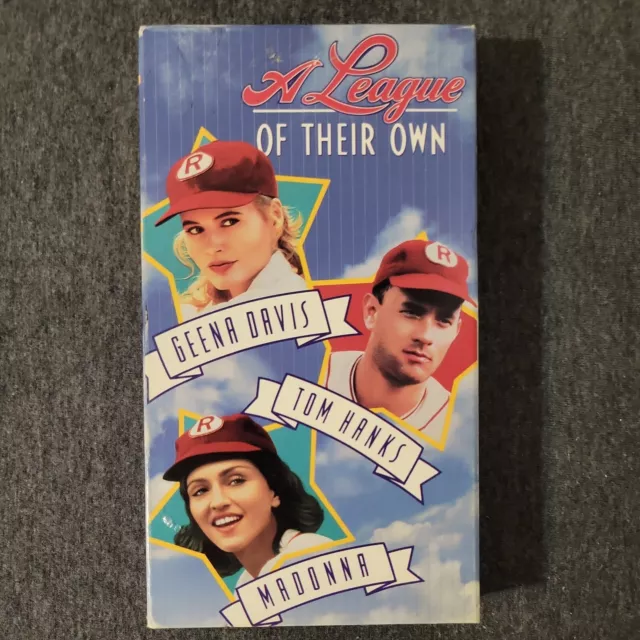 A League
OF THEIR OWN
R
GEENA DAVIS
R
TOM HANKS
R
MADONNA